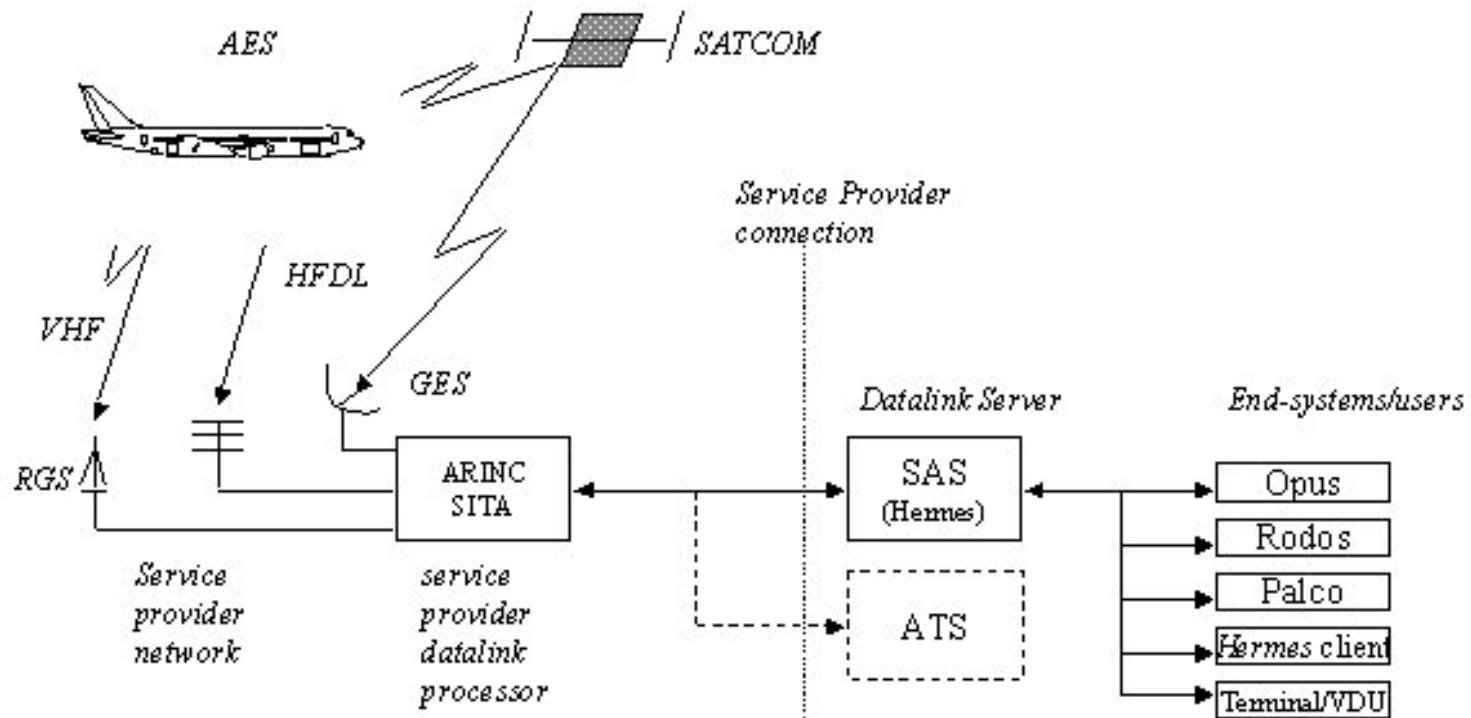 AES
SATCOM
Service Provider
connection
HFDL
VHF
GES
Datalink Server
End-systems/users
RGS
ARINC
SITA
SAS
(Hermes)
Opus
Rodos
Palco
Hermes client
Terminal/VDU
ATS
Service
provider
network
service
provider
datalink
processor